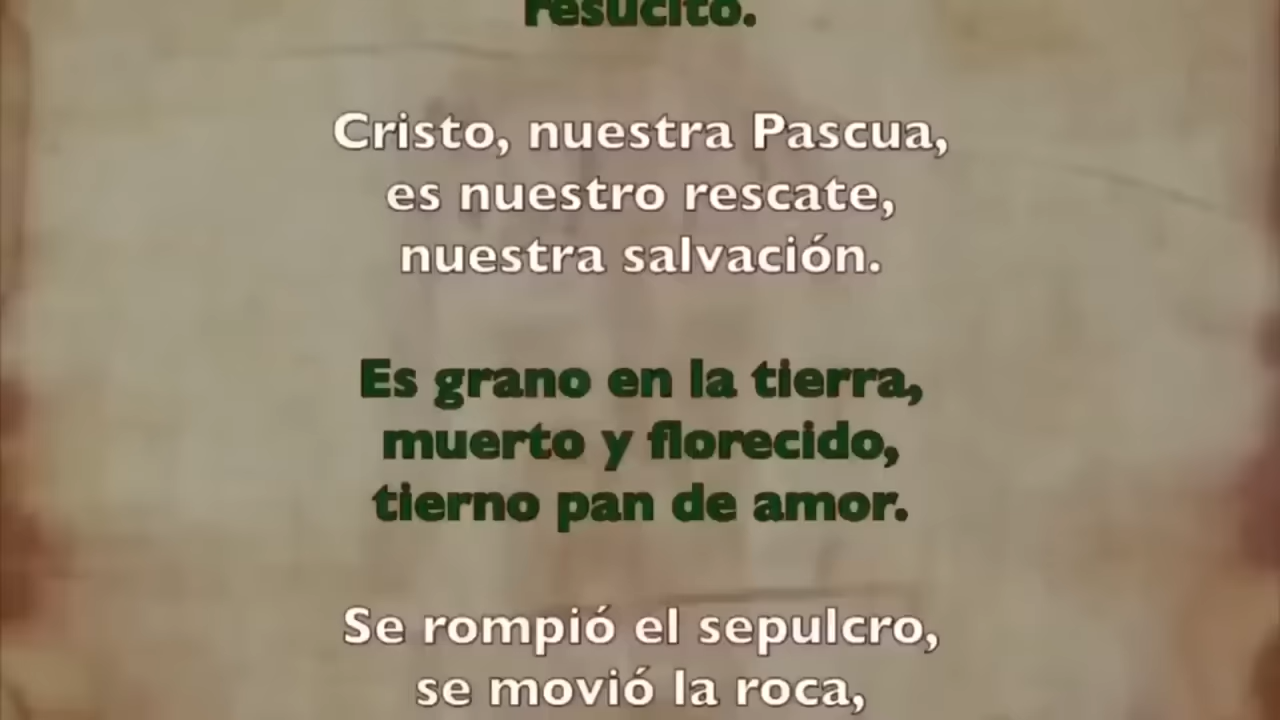 resucitó.
Cristo, nuestra Pascua,
es nuestro rescate,
nuestra salvación.
Es grano en la tierra,
muerto y florecido,
tierno pan de amor.
Se rompió el sepulcro,
se movió la roca,